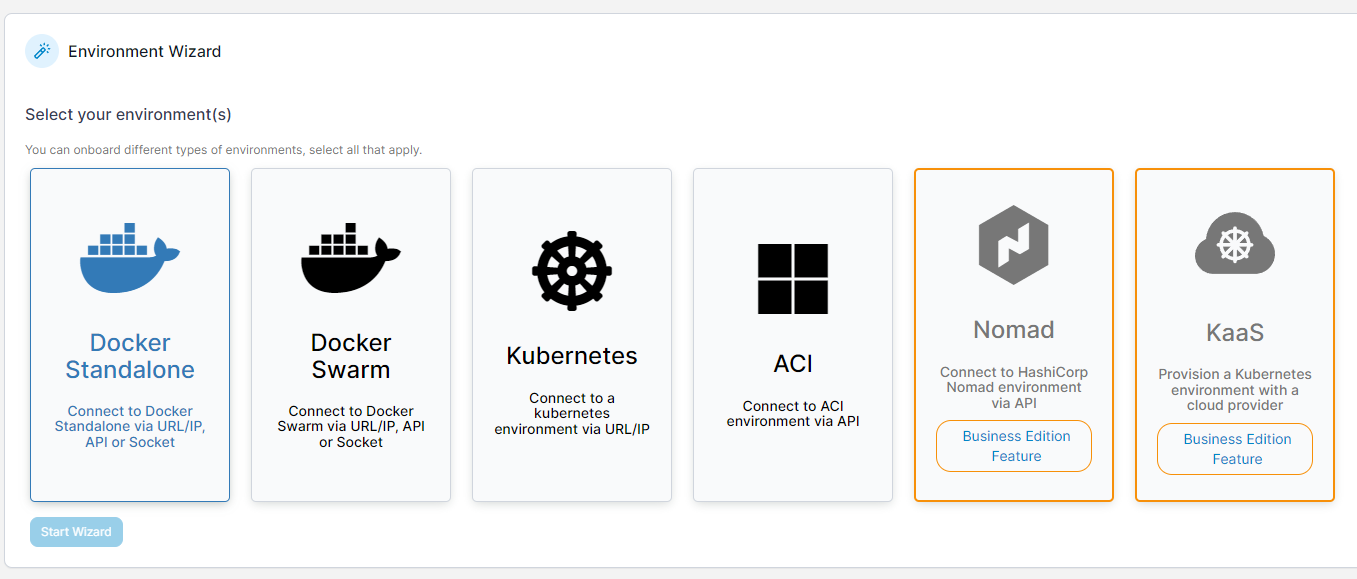 Environment Wizard
Select your environment(s)
You can onboard different types of environments, select all that apply.
Docker
Standalone
Connect to Docker
Standalone via URL/IP,
API or Socket
Docker
Swarm
Connect to Docker
Swarm via URL/IP, API
or Socket
Kubernetes
Connect to a
kubernetes
environment via URL/IP
ACI
Connect to ACI
environment via API
Nomad
Connect to HashiCorp
Nomad environment
via API
Business Edition
Feature
KaaS
Provision a Kubernetes
environment with a
cloud provider
Business Edition
Feature
Start Wizard